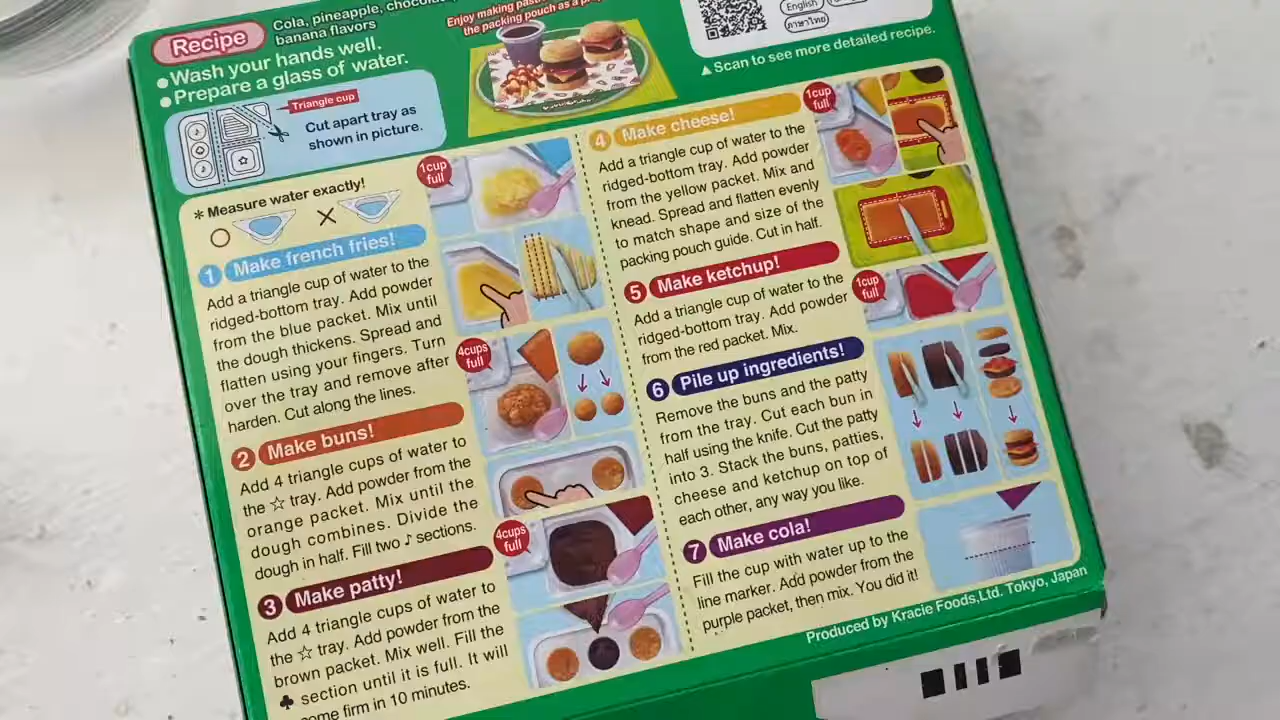 Recipe
Cola, pineapple,
banana flavors
●Wash your hands well.
●Prepare a glass of water.
Triangle cup
Cut apart tray as
shown in picture.
Enjoy making
the packing pouch as a
English
ภาษาไทย
▲Scan to see more detailed recipe.
＊Measure water exactly!
1 Make french fries!
Add a triangle cup of water to the
ridged-bottom tray. Add powder
from the blue packet. Mix until
the dough thickens. Spread and
flatten using your fingers. Turn
over the tray and remove after
harden. Cut along the lines.
1cup
full
2 Make buns!
Add 4 triangle cups of water to
the ☆ tray. Add powder from the
orange packet. Mix until the
dough combines. Divide the
dough in half. Fill two ♪ sections.
4cups
full
3 Make patty!
Add 4 triangle cups of water to
the ☆ tray. Add powder from the
brown packet. Mix well. Fill the
♣ section until it is full. It will
firm in 10 minutes.
4cups
full
4 Make cheese!
Add a triangle cup of water to the
ridged-bottom tray. Add powder
from the yellow packet. Mix and
knead. Spread and flatten evenly
to match shape and size of the
packing pouch guide. Cut in half.
1cup
full
5 Make ketchup!
Add a triangle cup of water to the
ridged-bottom tray. Add powder
from the red packet. Mix.
1cup
full
6 Pile up ingredients!
Remove the buns and the patty
from the tray. Cut each bun in
half using the knife. Cut the patty
into 3. Stack the buns, patties,
cheese and ketchup on top of
each other, any way you like.
7 Make cola!
Fill the cup with water up to the
line marker. Add powder from the
purple packet, then mix. You did it!
Produced by Kracie Foods,Ltd. Tokyo, Japan